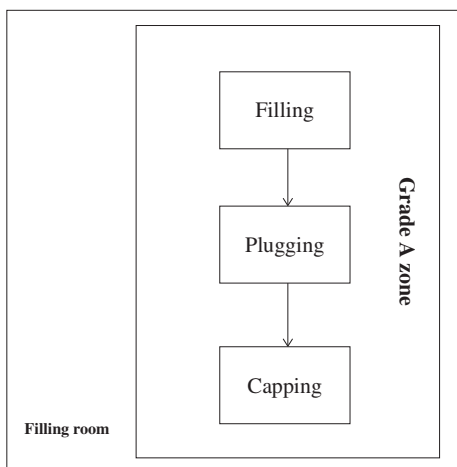 Filling
Plugging
Capping
Grade A zone
Filling room